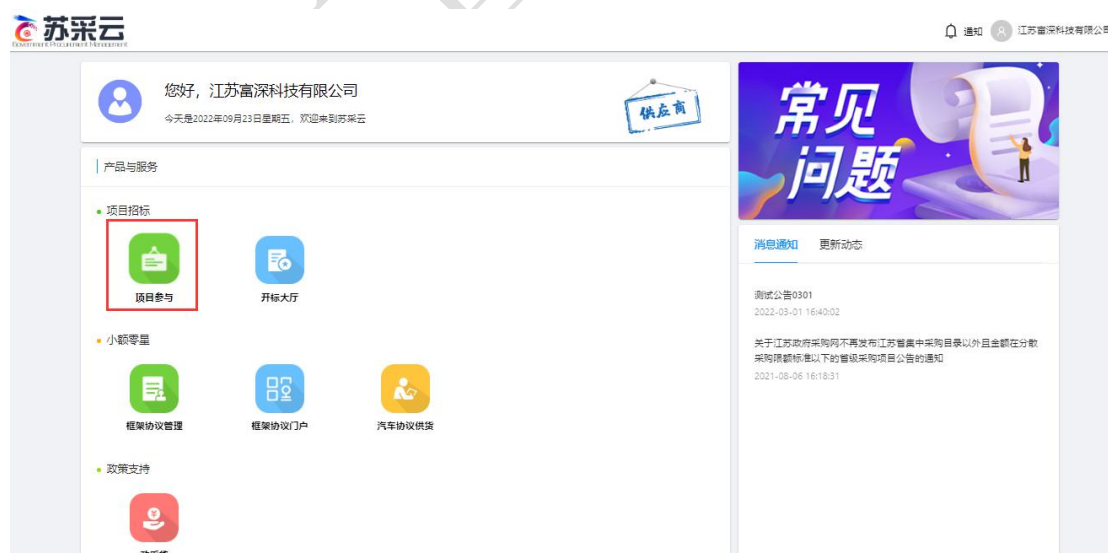 苏采云
Government Procurement Management
通知
江苏富深科技有限公司
您好，江苏富深科技有限公司
今天是2022年09月23日星期五，欢迎来到苏采云
供应商
产品与服务
项目招标
项目参与
开标大厅
小额零星
框架协议管理
框架协议门户
汽车协议供货
政策支持
常见
问题
消息通知
更新动态
测试公告0301
2022-03-01 16:40:02
关于江苏政府采购网不再发布江苏省集中采购目录以外且金额在分散
采购限额标准以下的省级采购项目公告的通知
2021-08-06 16:18:31